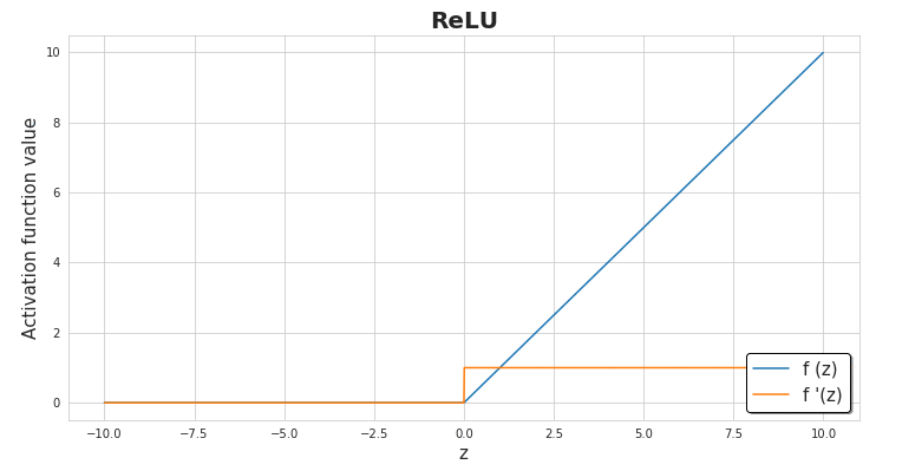 ReLU
Activation function value
10
8
6
4
2
0
−10.0 −7.5 −5.0 −2.5 0.0 2.5 5.0 7.5 10.0
z
f (z)
f '(z)